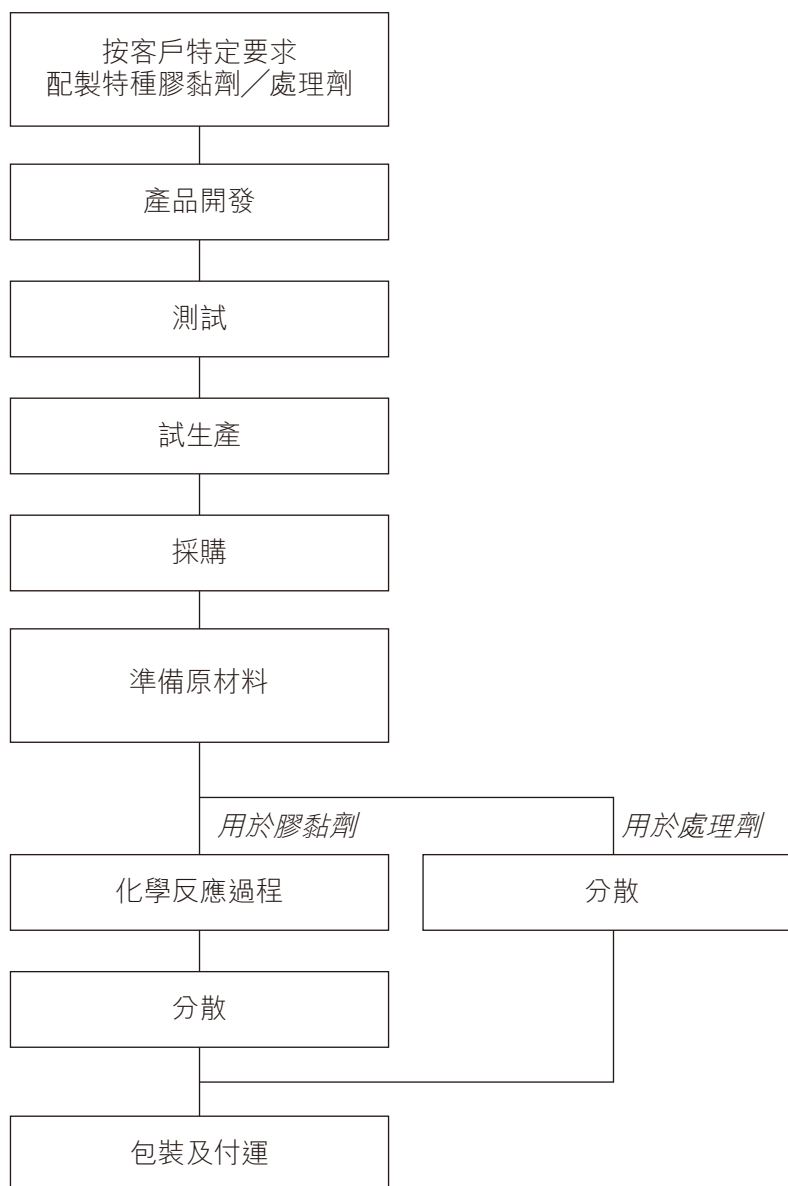 按客戶特定要求
配製特種膠黏劑╱處理劑
產品開發
測試
試生產
採購
準備原材料
用於膠黏劑
用於處理劑
化學反應過程
分散
分散
包裝及付運